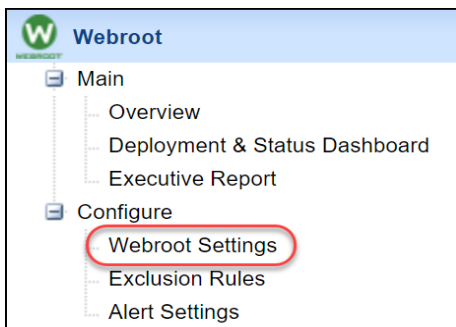 W
WEBROOT
Webroot
Main
Overview
Deployment & Status Dashboard
Executive Report
Configure
Webroot Settings
Exclusion Rules
Alert Settings